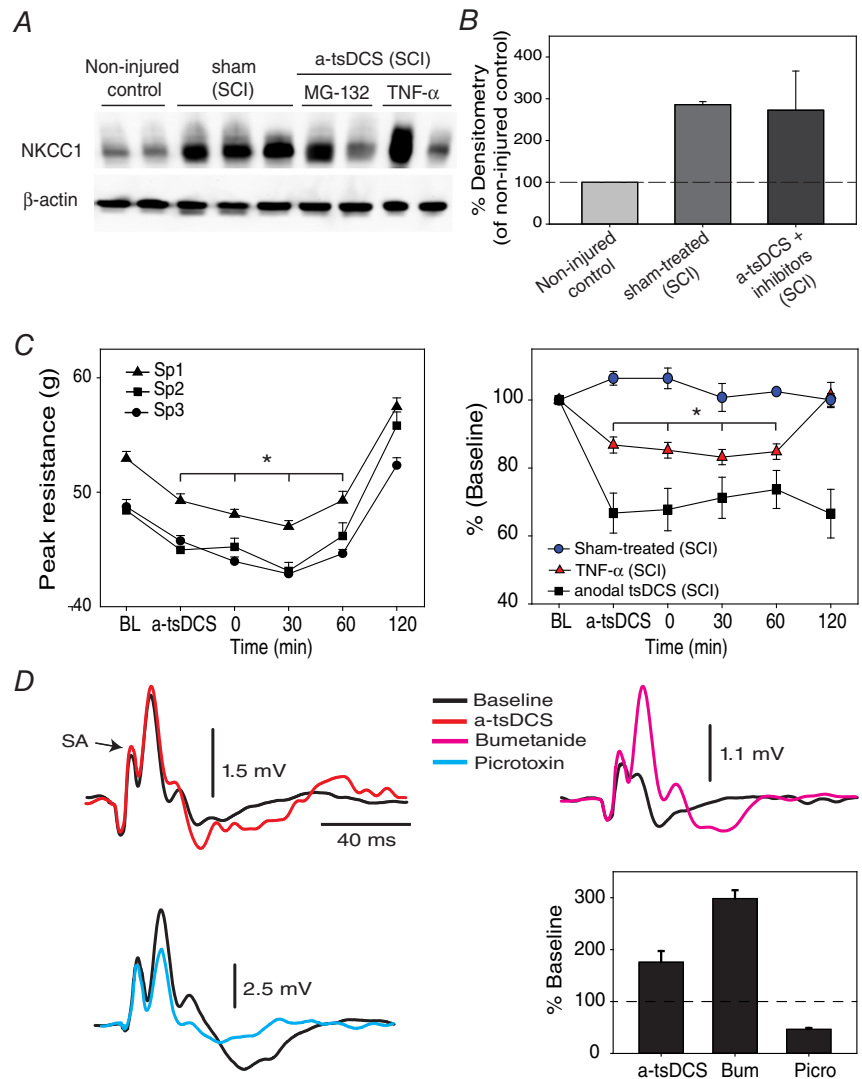 A
Non-injured
control
sham
(SCI)
a-tsDCS (SCI)
MG-132
TNF-α
NKCC1
β-actin
B
% Densitometry
(of non-injured control)
400
300
200
100
0
Non-injured
control
sham-treated
(SCI)
a-tsDCS +
inhibitors
(SCI)
C
Peak resistance (g)
60
50
-40
Sp1
Sp2
Sp3
*
BL
a-tsDCS
0
30
60
120
Time (min)
% (Baseline)
100
80
60
40
*
Sham-treated (SCI)
TNF-α (SCI)
anodal tsDCS (SCI)
BL
a-tsDCS
0
30
60
120
Time (min)
D
SA
1.5 mV
40 ms
Baseline
a-tsDCS
Bumetanide
Picrotoxin
1.1 mV
2.5 mV
% Baseline
300
200
100
0
a-tsDCS
Bum
Picro